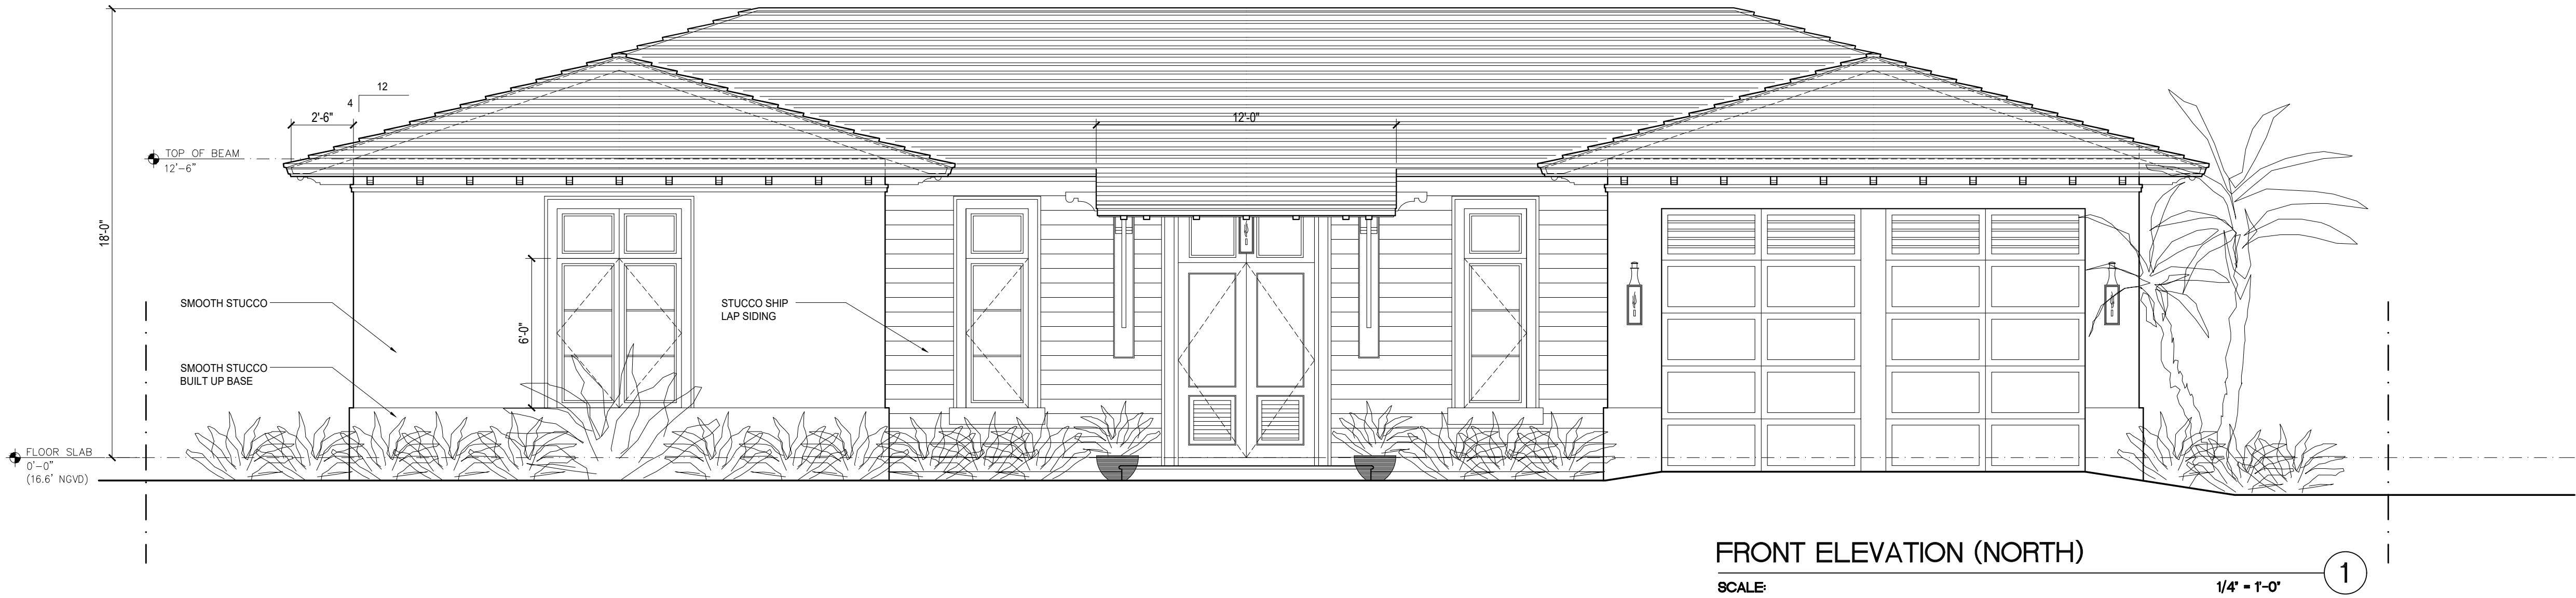 12
4
2'-6"
12'-0"
TOP OF BEAM
12'-6"
18'-0"
SMOOTH STUCCO
STUCCO SHIP
LAP SIDING
6'-0"
SMOOTH STUCCO
BUILT UP BASE
FLOOR SLAB
0'-0"
(16.6' NGVD)
FRONT ELEVATION (NORTH)
1
SCALE: 1/4" = 1'-0"